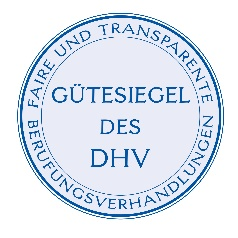 FAIRE UND TRANSPARENTE
GÜTESIEGEL
DES
DHV
BERUFUNGSVERHANDLUNGEN